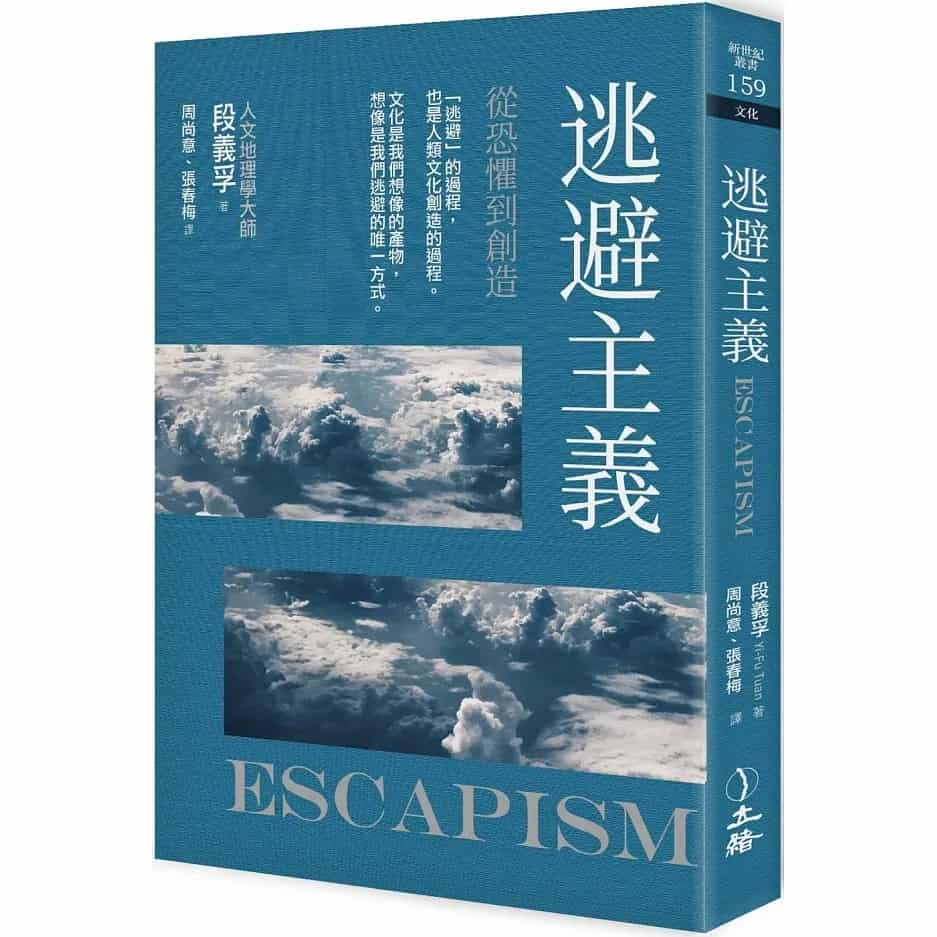 逃避主義
從恐懼到創造
「逃避」的過程，
也是人類文化創造的過程。
文化是我們想像的產物，
想像是我們逃避的唯一方式。
人文地理學大師
段義孚 著
周尚意、張春梅 譯
ESCAPISM
新世紀
叢書
159
文化
逃避主義
ESCAPISM
段義孚 Yi-Fu Tuan 著
周尚意、張春梅 譯
立緒